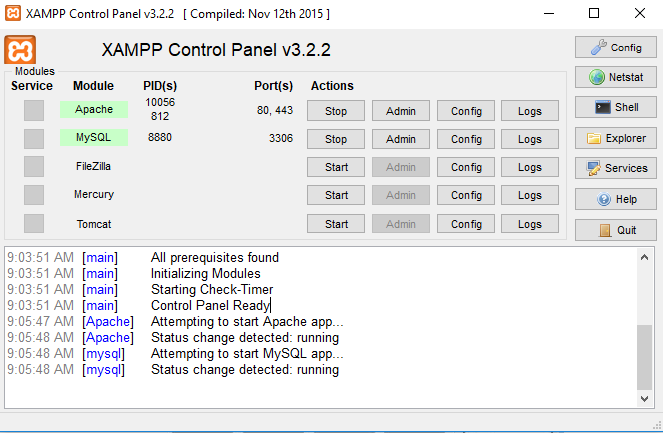 XAMPP Control Panel v3.2.2 [ Compiled: Nov 12th 2015 ]
XAMPP Control Panel v3.2.2
Config
Modules
Service Module PID(s) Port(s) Actions
Netstat
Apache 10056 812 80, 443 Stop Admin Config Logs
Shell
MySQL 8880 3306 Stop Admin Config Logs
Explorer
FileZilla Start Admin Config Logs
Services
Mercury Start Admin Config Logs
Help
Tomcat Start Admin Config Logs
Quit
9:03:51 AM [main] All prerequisites found
9:03:51 AM [main] Initializing Modules
9:03:51 AM [main] Starting Check-Timer
9:03:51 AM [main] Control Panel Ready
9:05:47 AM [Apache] Attempting to start Apache app...
9:05:48 AM [Apache] Status change detected: running
9:05:48 AM [mysql] Attempting to start MySQL app...
9:05:48 AM [mysql] Status change detected: running